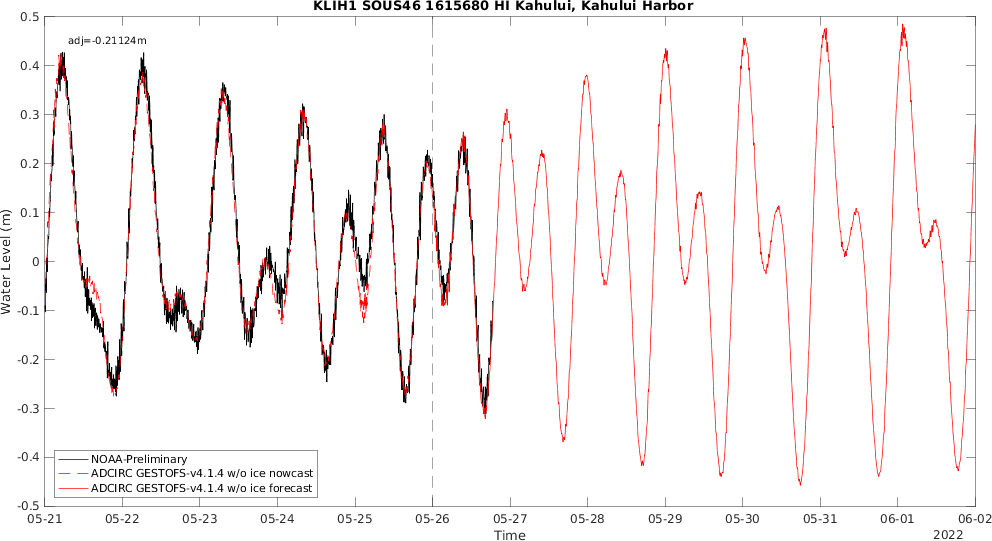 KLIH1 SOUS46 1615680 HI Kahului, Kahului Harbor
adj=-0.21124m
0.5
0.4
0.3
0.2
0.1
0
-0.1
-0.2
-0.3
-0.4
-0.5
Water Level (m)
NOAA-Preliminary
ADCIRC GESTOFS-v4.1.4 w/o ice nowcast
ADCIRC GESTOFS-v4.1.4 w/o ice forecast
05-21 05-22 05-23 05-24 05-25 05-26 05-27 05-28 05-29 05-30 05-31 06-01 06-02
Time
2022